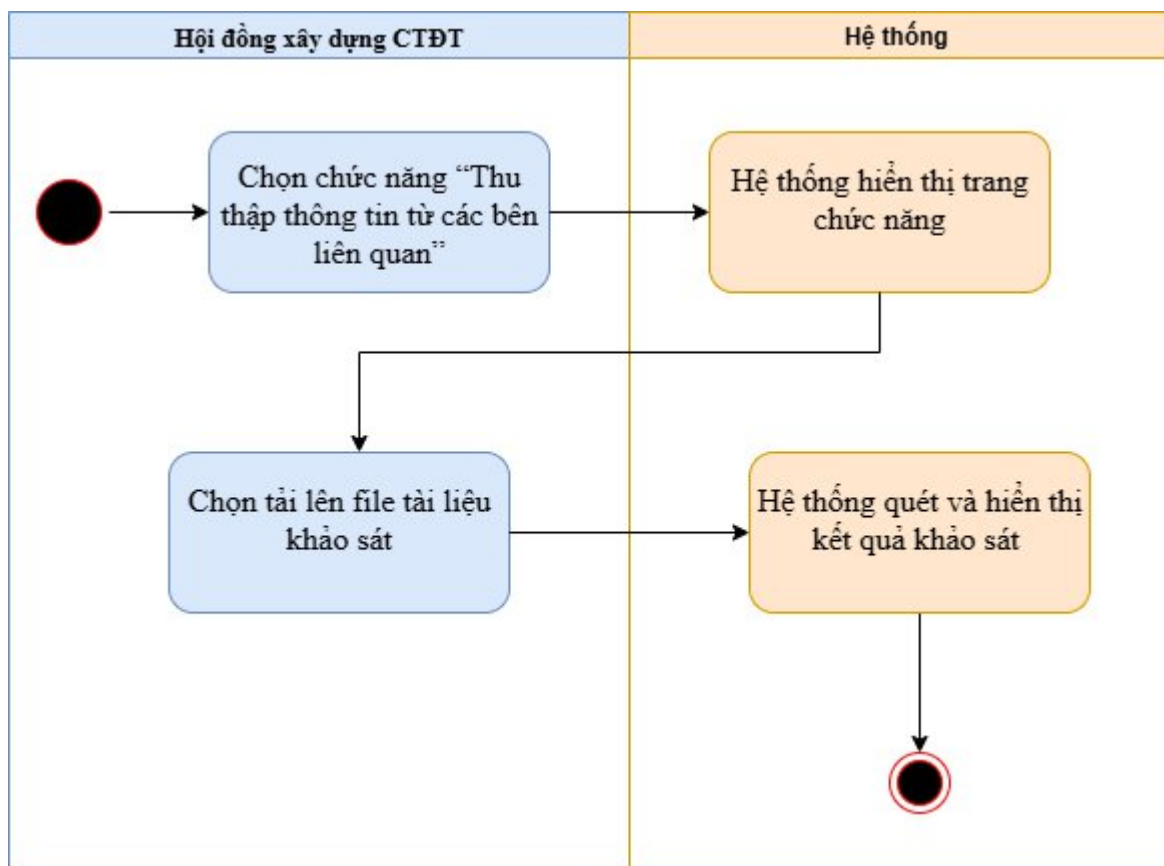 Hội đồng xây dựng CTĐT
Hệ thống
Chọn chức năng “Thu
thập thông tin từ các bên
liên quan”
Hệ thống hiển thị trang
chức năng
Chọn tải lên file tài liệu
khảo sát
Hệ thống quét và hiển thị
kết quả khảo sát